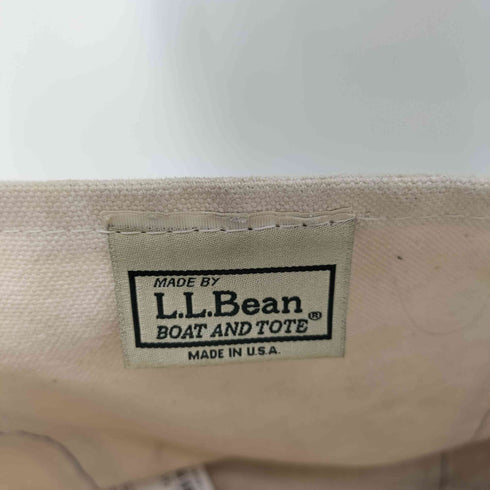 MADE BY
L.L.Bean®
BOAT AND TOTE
MADE IN U.S.A.